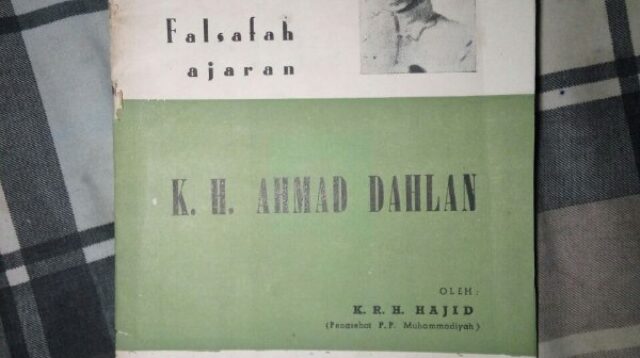 Falsafah
ajaran
K. H. AHMAD DAHLAN
OLEH :
K. R. H. HAJID
(Penasehat P.P. Muhammadiyah)